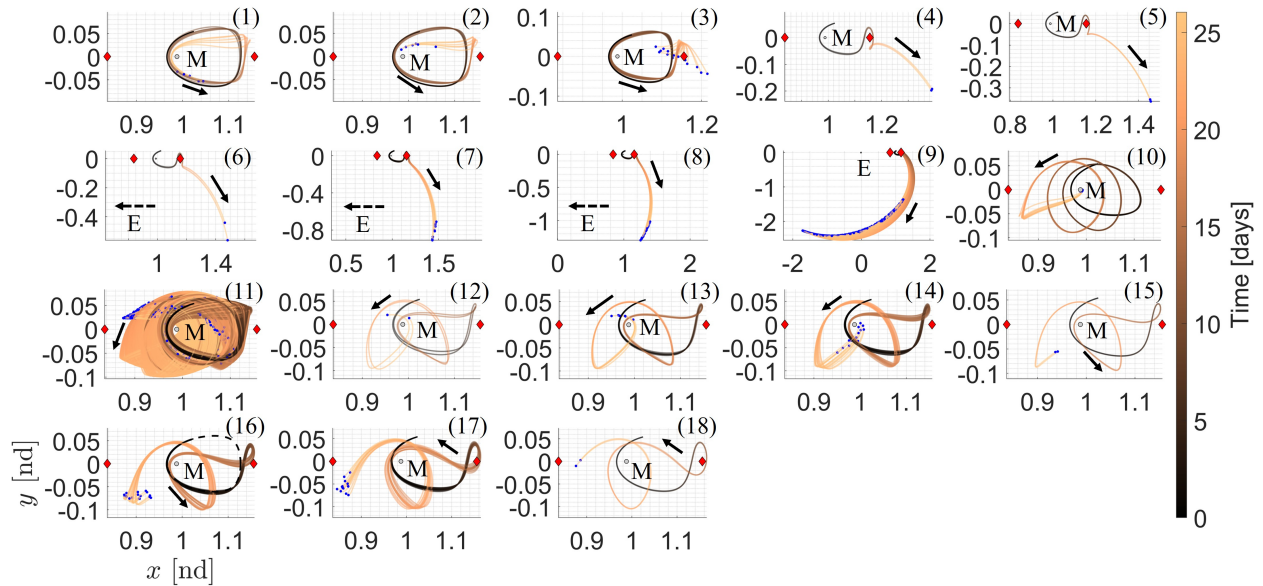 (1) (2) (3) (4) (5)
0.05 0 -0.05 M 0.9 1 1.1
0.05 0 -0.05 M 0.9 1 1.1
0.1 0 -0.1 M 1 1.2
0 -0.1 -0.2 M 1 1.2
0 -0.1 -0.2 -0.3 M 0.8 1 1.2 1.4
(6) (7) (8) (9) (10)
0 -0.2 -0.4 E 1 1.4
0 -0.4 -0.8 E 0.5 1 1.5
0 -0.5 -1 E 0 1 2
0 -1 -2 E -2 0 2
0.05 0 -0.05 -0.1 M 0.9 1 1.1
(11) (12) (13) (14) (15)
0.05 0 -0.05 -0.1 M 0.9 1 1.1
0.05 0 -0.05 -0.1 M 0.9 1 1.1
0.05 0 -0.05 -0.1 M 0.9 1 1.1
0.05 0 -0.05 -0.1 M 0.9 1 1.1
0.05 0 -0.05 -0.1 M 0.9 1 1.1
(16) (17) (18)
0.05 0 -0.05 -0.1 M 0.9 1 1.1
0.05 0 -0.05 -0.1 M 0.9 1 1.1
0.05 0 -0.05 -0.1 M 0.9 1 1.1
y [nd]
x [nd]
25
20
15
10
5
0
Time [days]